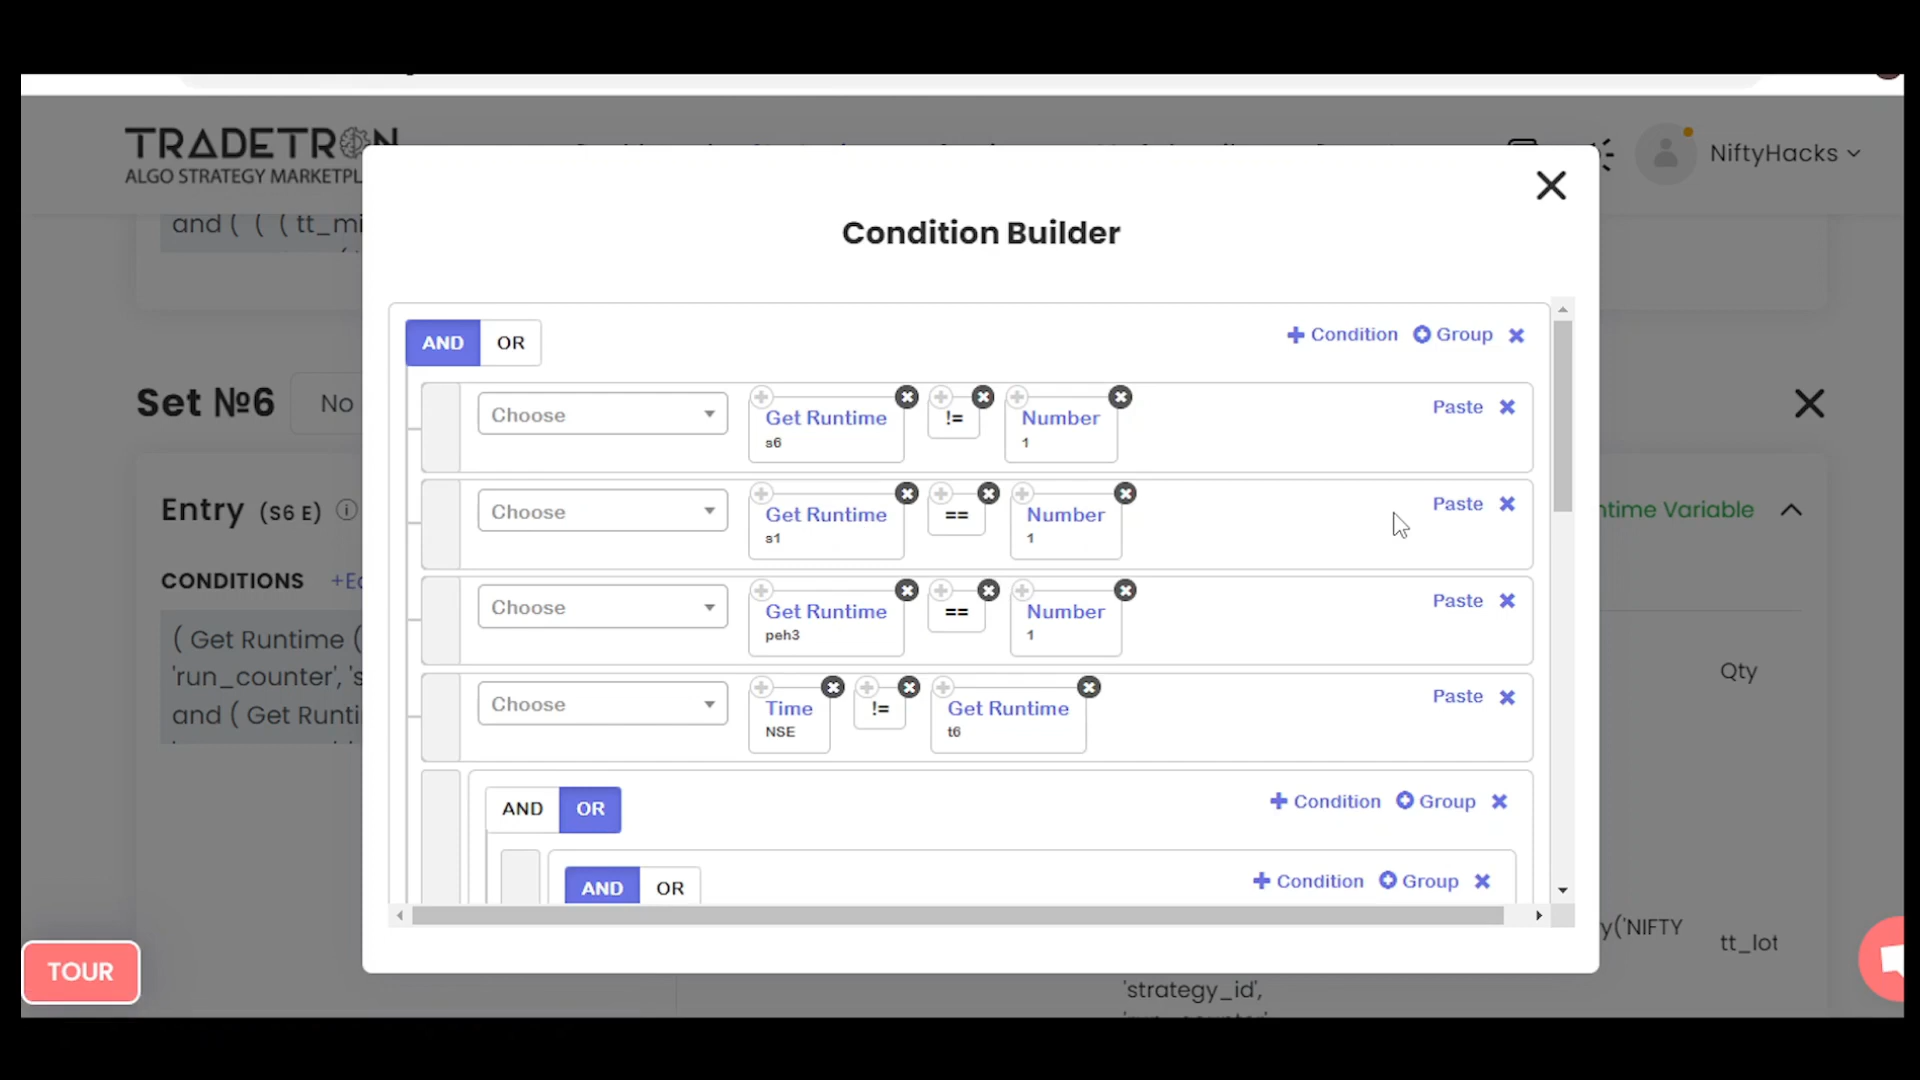 TRADETRON
ALGO STRATEGY MARKETPL
NiftyHacks
and ( ( ( tt_mi
Condition Builder
AND OR + Condition Group
Choose Get Runtime s6 != Number 1 Paste
Choose Get Runtime s1 == Number 1 Paste
Choose Get Runtime peh3 == Number 1 Paste
Choose Time NSE != Get Runtime t6 Paste
AND OR + Condition Group
AND OR + Condition Group
Set №6 No
Entry (S6 E)
ntime Variable
CONDITIONS +Ed
( Get Runtime (
'run_counter', 's
and ( Get Runti
Qty
y('NIFTY
tt_lot
'strategy_id',
TOUR